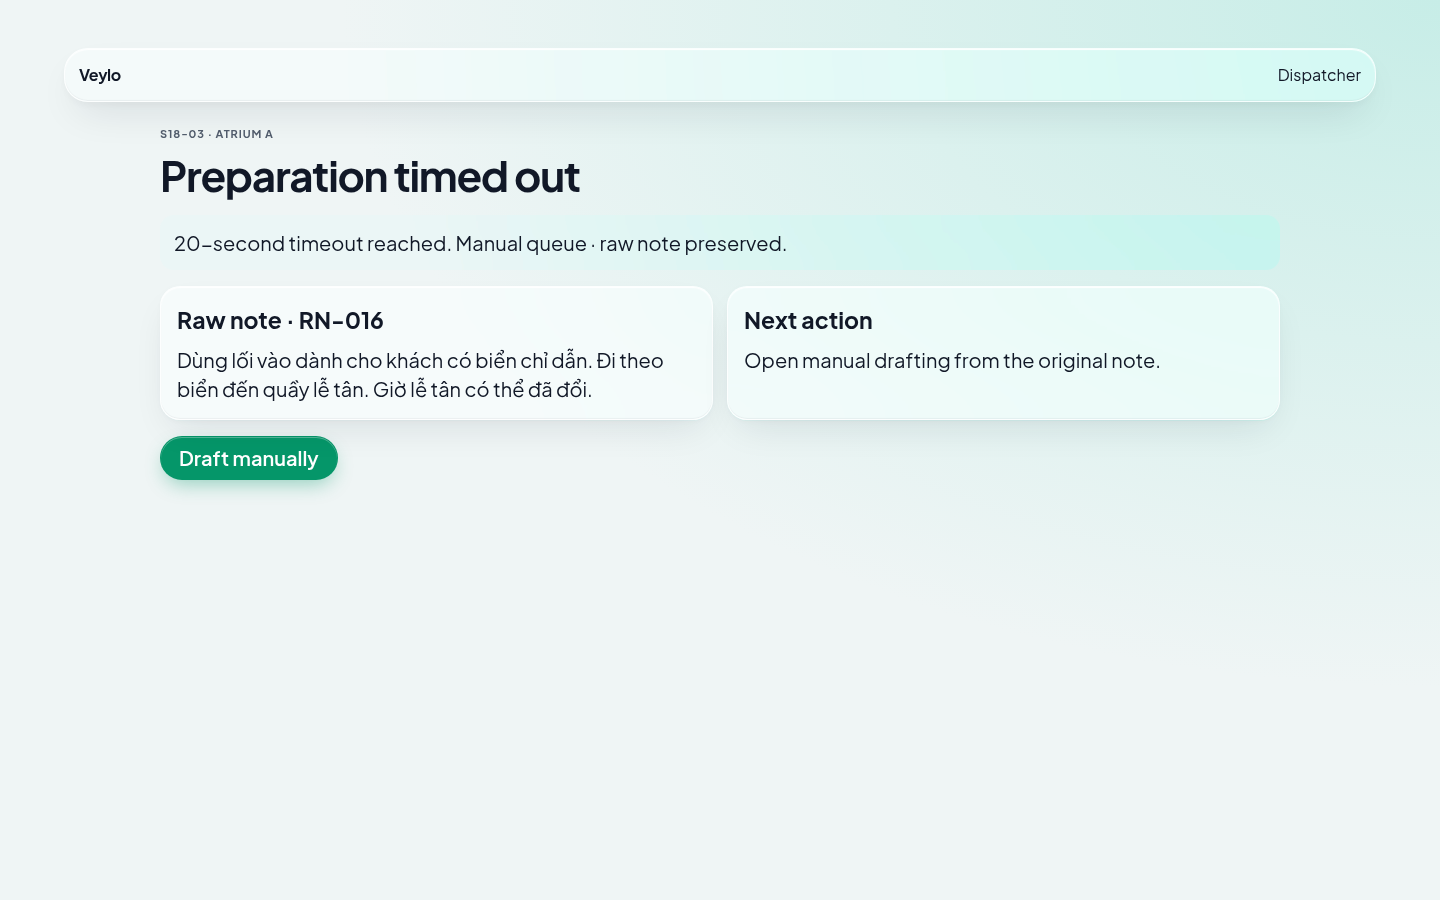 Veylo
Dispatcher
S18-03 · ATRIUM A
Preparation timed out
20-second timeout reached. Manual queue · raw note preserved.
Raw note · RN-016
Dùng lối vào dành cho khách có biển chỉ dẫn. Đi theo
biển đến quầy lễ tân. Giờ lễ tân có thể đã đổi.
Next action
Open manual drafting from the original note.
Draft manually